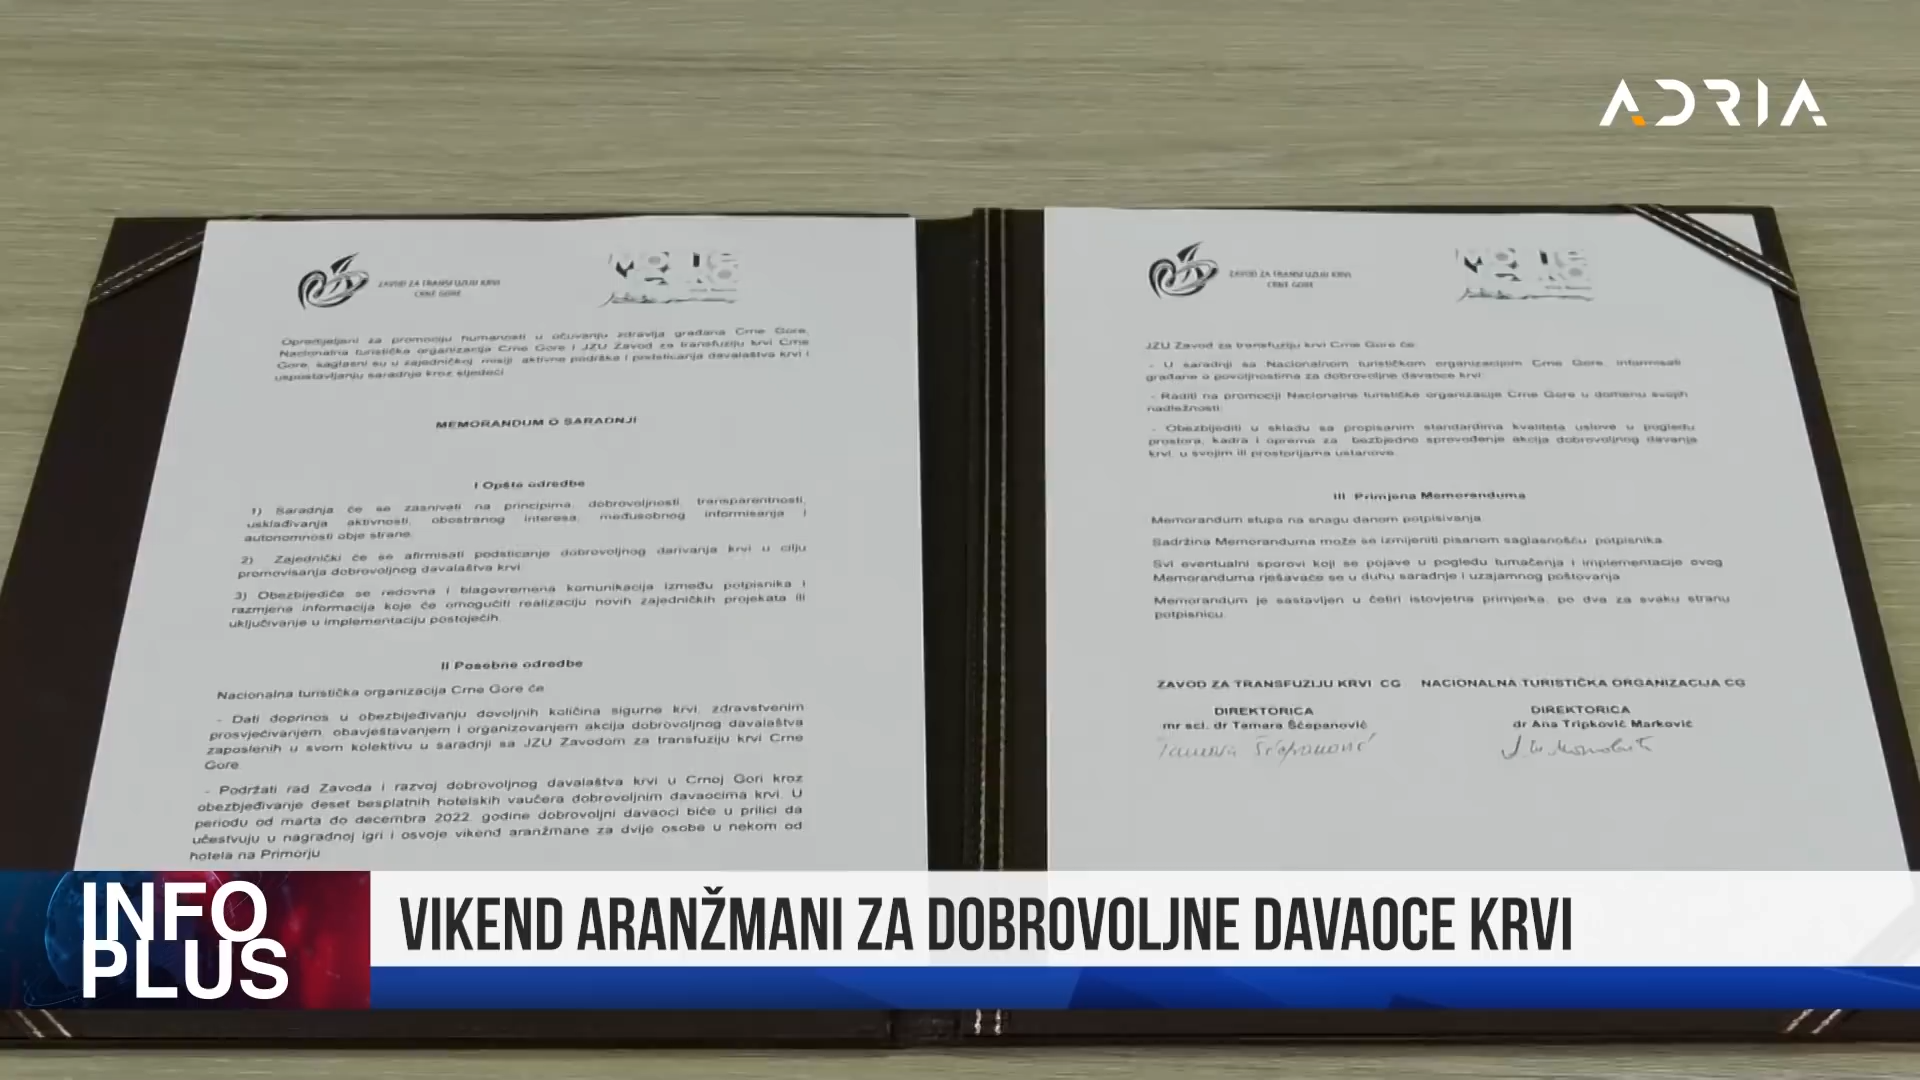 ADRIA
ZAVOD ZA TRANSFUZIJU KRVI
CRNE GORE
Opremjeljani za promociju humanosti u očuvanju zdravlja građana Crne Gore,
Nacionalna turistička organizacija Crne Gore i JZU Zavod za transfuziju krvi Crne
Gore, saglasni su u zajedničkoj misiji aktivne podrške i podsticanja davalaštva krvi i
uspostavljanju saradnje kroz sljedeći
MEMORANDUM O SARADNJI
I Opšte odredbe
1) Saradnja će se zasnivati na principima, dobrovoljnosti, transparentnosti,
usklađivanja aktivnosti, obostranog interesa, međusobnog informisanja i
autonomnosti obje strane.
2) Zajednički će se afirmisati podsticanje dobrovoljnog darivanja krvi u cilju
promovisanja dobrovoljnog davalaštva krvi.
3) Obezbijediće se redovna i blagovremena komunikacija između potpisnika i
razmjena informacija koje će omogućiti realizaciju novih zajedničkih projekata ili
uključivanje u implementaciju postojećih.
II Posebne odredbe
Nacionalna turistička organizacija Crne Gore će
- Dati doprinos u obezbijeđivanju dovoljnih količina sigurne krvi, zdravstvenim
prosvjećivanjem, obavještavanjem i organizovanjem akcija dobrovoljnog davalaštva
zaposlenih u svom kolektivu u saradnji sa JZU Zavodom za transfuziju krvi Crne
Gore
- Podržati rad Zavoda i razvoj dobrovoljnog davalaštva krvi u Crnoj Gori kroz
obezbjeđivanje deset besplatnih hotelskih vaučera dobrovoljnim davaocima krvi. U
periodu od marta do decembra 2022. godine dobrovoljni davaoci biće u prilici da
učestvuju u nagradnoj igri i osvoje vikend aranžmane za dvije osobe u nekom od
hotela na Primorju
ZAVOD ZA TRANSFUZIJU KRVI
CRNE GORE
JZU Zavod za transfuziju krvi Crne Gore će:
- U saradnji sa Nacionalnom turističkom organizacijom Crne Gore, informisati
građane o povoljnostima za dobrovoljne davaoce krvi.
- Raditi na promociji Nacionalne turističke organizacije Crne Gore u domenu svojih
nadležnosti.
- Obezbijediti u skladu sa propisanim standardima kvaliteta uslove u pogledu
prostora, kadra i opreme za bezbjedno sprovođenje akcija dobrovoljnog davanja
krvi, u svojim ili prostorijama ustanove.
III Primjena Memoranduma
Memorandum stupa na snagu danom potpisivanja.
Sadržina Memoranduma može se izmijeniti pisanom saglasnošću potpisnika.
Svi eventualni sporovi koji se pojave u pogledu tumačenja i implementacije ovog
Memoranduma rješavaće se u duhu saradnje i uzajamnog poštovanja
Memorandum je sastavljen u četiri istovjetna primjerka, po dva za svaku stranu
potpisnicu.
ZAVOD ZA TRANSFUZIJU KRVI CG NACIONALNA TURISTIČKA ORGANIZACIJA CG
DIREKTORICA DIREKTORICA
mr sci. dr Tamara Šćepanović dr Ana Tripković Marković
Tamara Šćepanović
INFO
PLUS
VIKEND ARANŽMANI ZA DOBROVOLJNE DAVAOCE KRVI